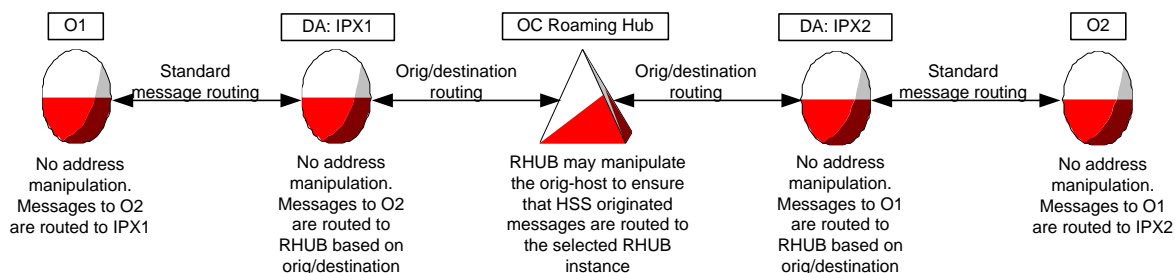 O1
DA: IPX1
OC Roaming Hub
DA: IPX2
O2
Standard
message routing
Orig/destination
routing
Orig/destination
routing
Standard
message routing
No address
manipulation.
Messages to O2
are routed to IPX1
No address
manipulation.
Messages to O2
are routed to
RHUB based on
orig/destination
RHUB may manipulate
the orig-host to ensure
that HSS originated
messages are routed to
the selected RHUB
instance
No address
manipulation.
Messages to O1
are routed to
RHUB based on
orig/destination
No address
manipulation.
Messages to O1
are routed to IPX2